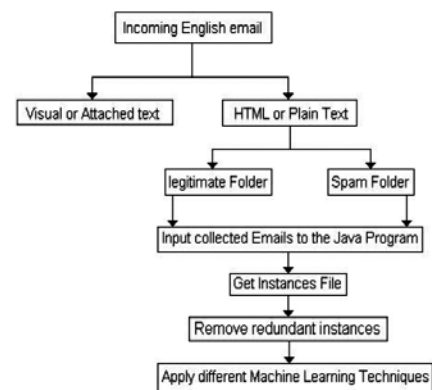 Incoming English email
Visual or Attached text
HTML or Plain Text
legitimate Folder
Spam Folder
Input collected Emails to the Java Program
Get Instances File
Remove redundant instances
Apply different Machine Learning Techniques